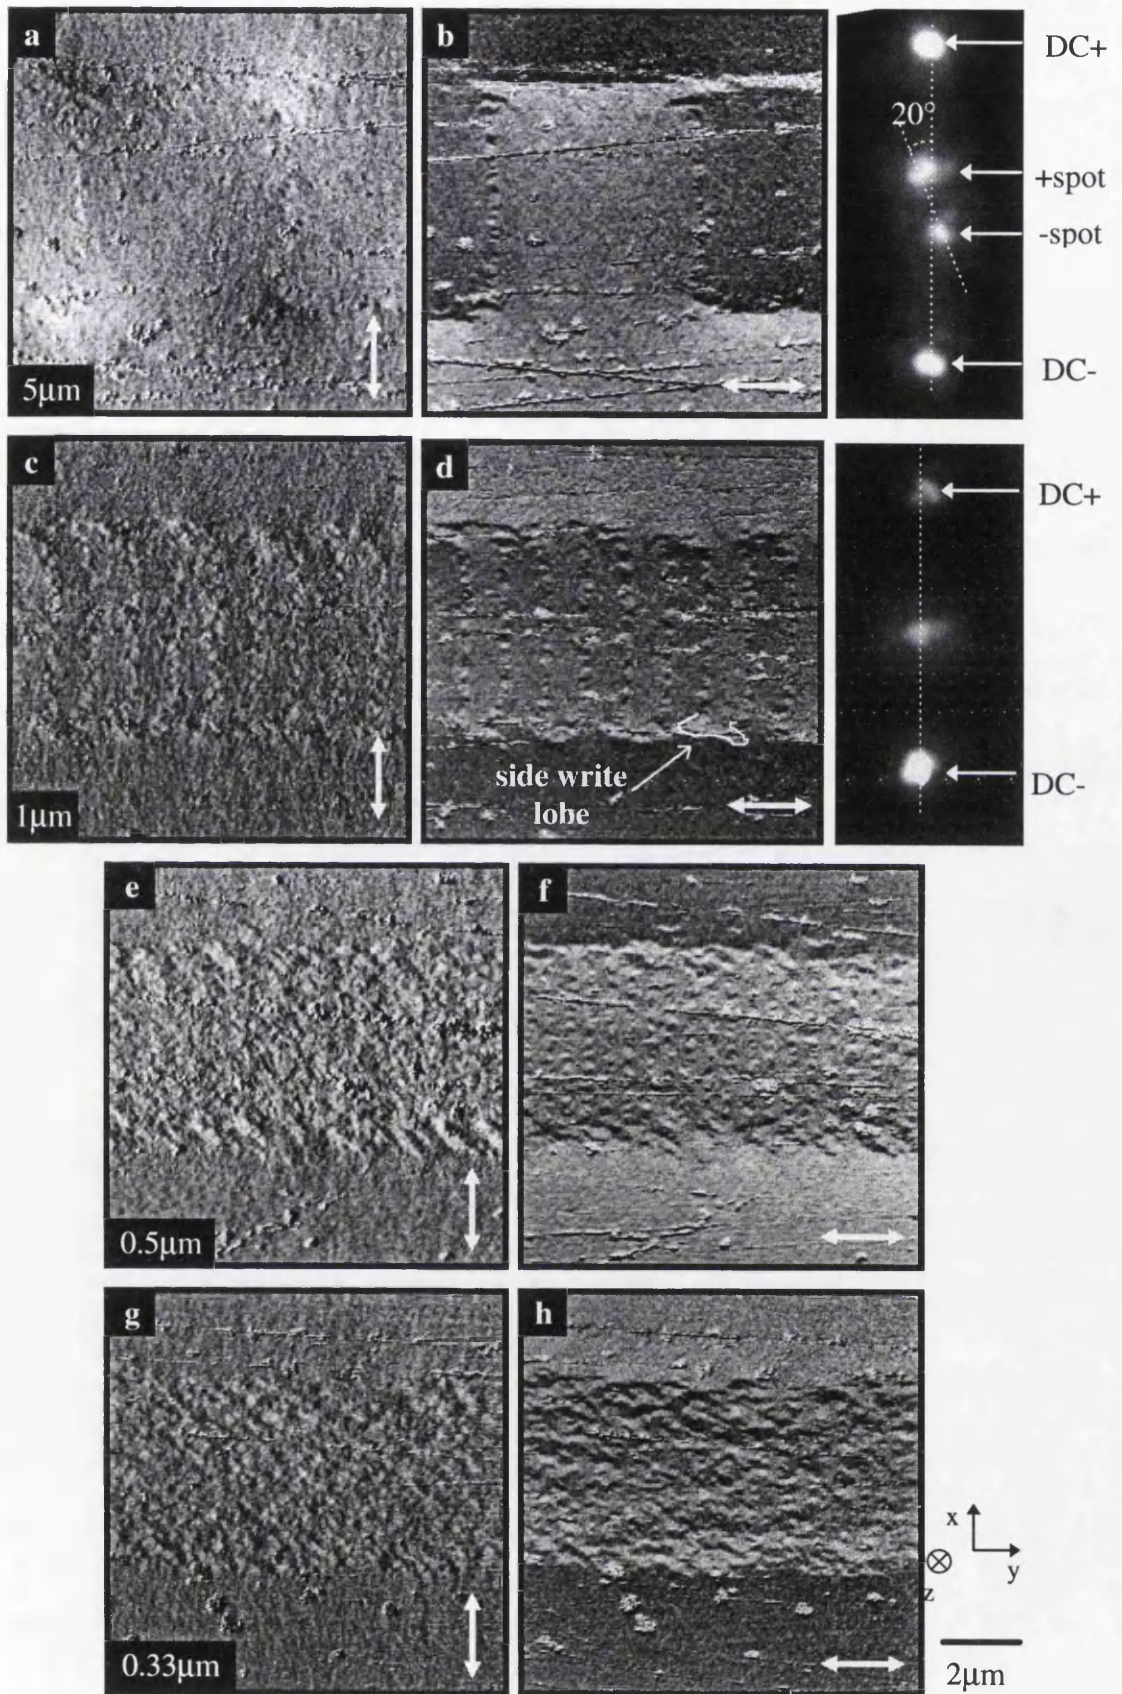 a
b
DC+
20°
+spot
-spot
DC-
5µm
c
d
DC+
side write
lobe
DC-
1µm
e
f
0.5µm
g
h
x
y
z
0.33µm
2µm